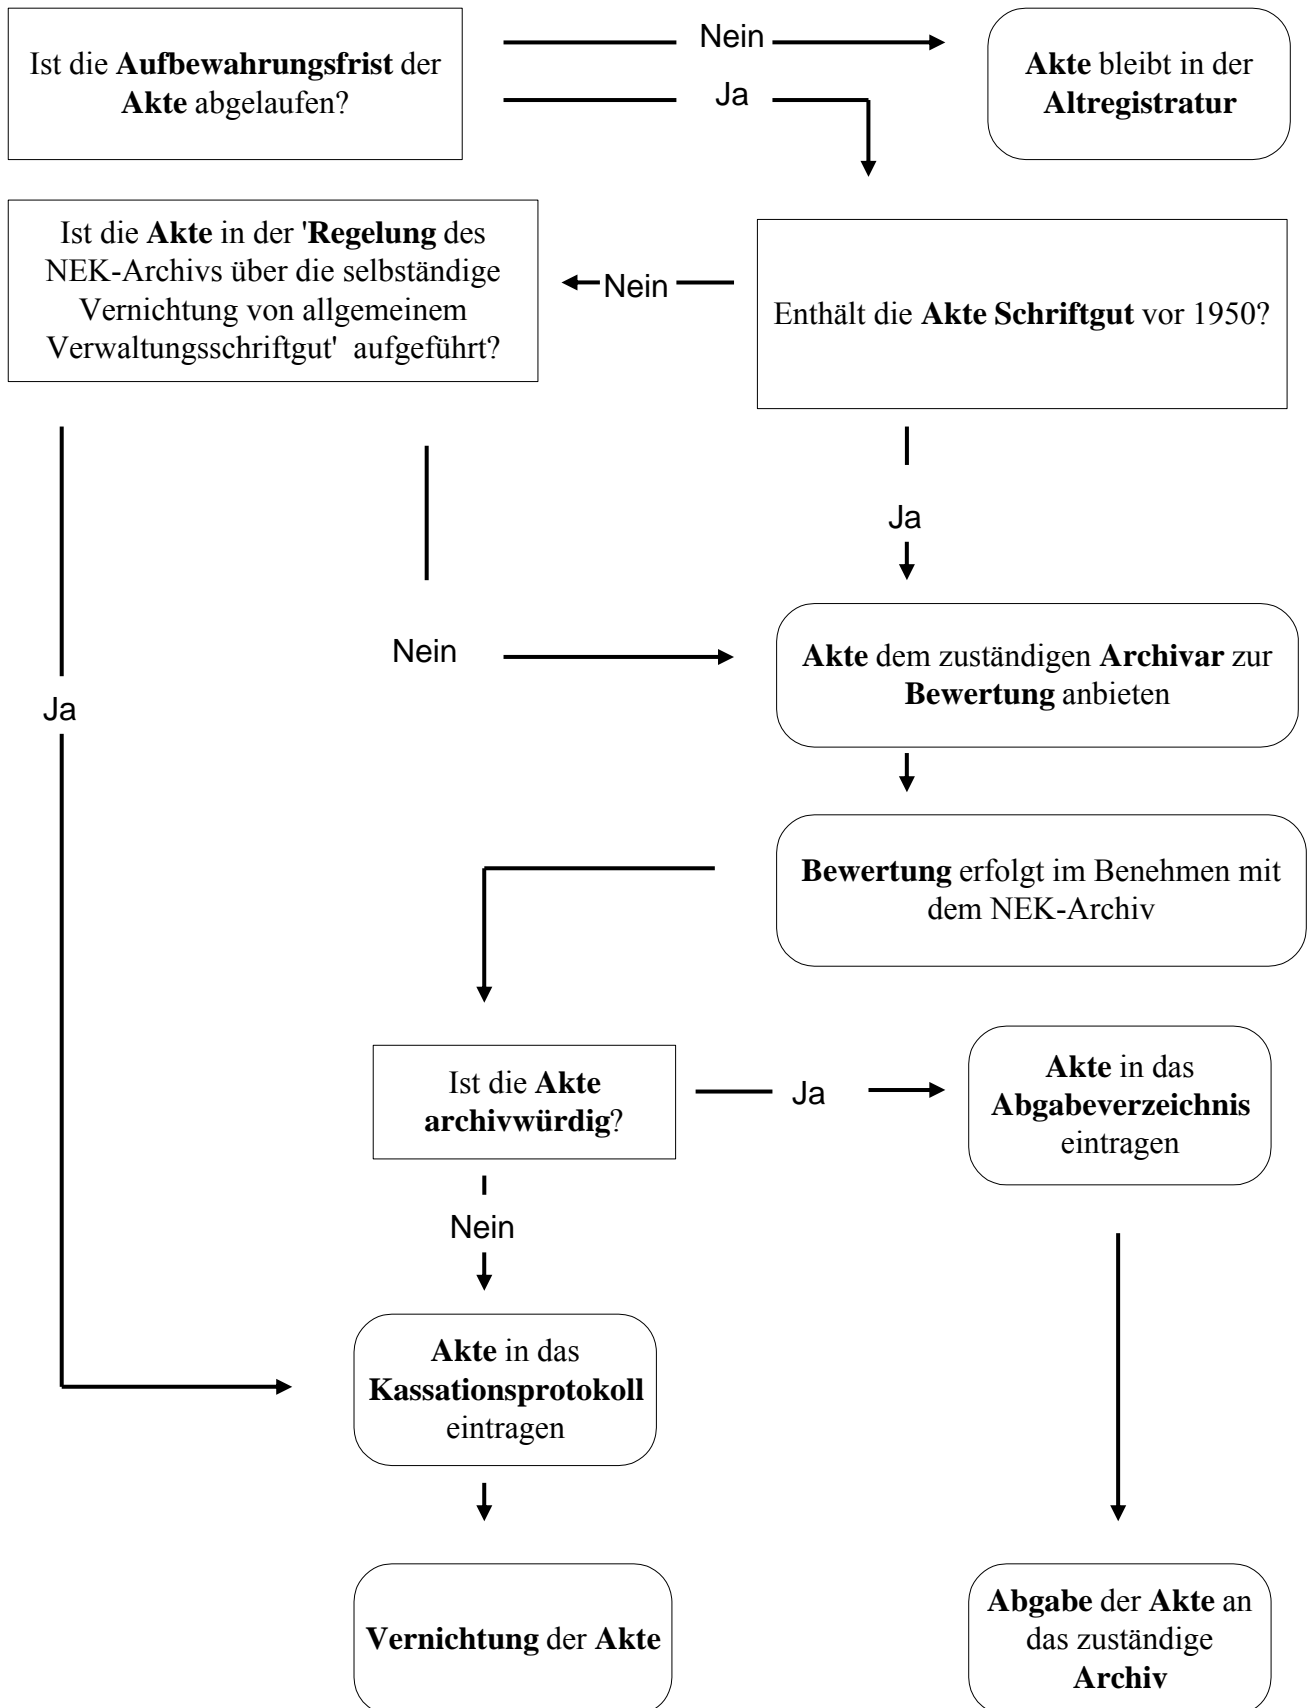 Ist die Aufbewahrungsfrist der
Akte abgelaufen?
Nein
Ja
Akte bleibt in der
Altregistratur
Ist die Akte in der 'Regelung des
NEK-Archivs über die selbständige
Vernichtung von allgemeinem
Verwaltungsschriftgut' aufgeführt?
Nein
Enthält die Akte Schriftgut vor 1950?
Ja
Nein
Akte dem zuständigen Archivar zur
Bewertung anbieten
Ja
Bewertung erfolgt im Benehmen mit
dem NEK-Archiv
Ist die Akte
archivwürdig?
Ja
Akte in das
Abgabeverzeichnis
eintragen
Nein
Akte in das
Kassationsprotokoll
eintragen
Vernichtung der Akte
Abgabe der Akte an
das zuständige
Archiv